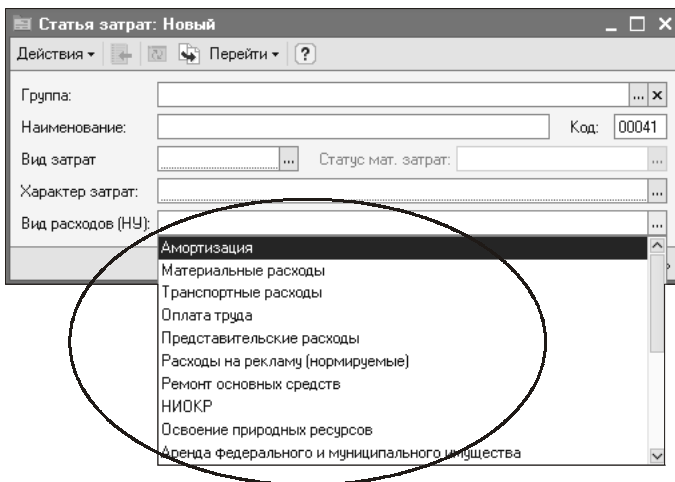 Статья затрат: Новый
Действия Перейти ?
Группа: ... x
Наименование: Код: 00041
Вид затрат ... Статус мат. затрат: ...
Характер затрат: ...
Вид расходов (НУ): ...
Амортизация
Материальные расходы
Транспортные расходы
Оплата труда
Представительские расходы
Расходы на рекламу (нормируемые)
Ремонт основных средств
НИОКР
Освоение природных ресурсов
Аренда федерального и муниципального имущества